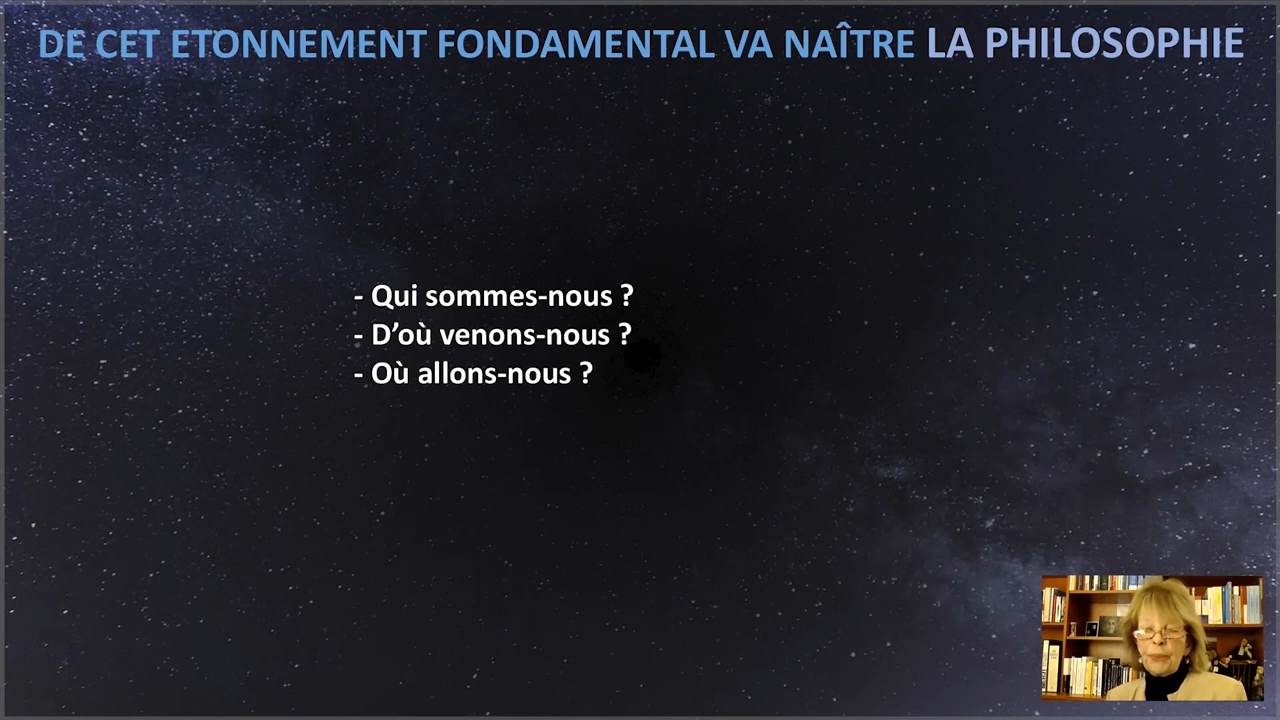 DE CET ETONNEMENT FONDAMENTAL VA NAÎTRE LA PHILOSOPHIE
- Qui sommes-nous ?
- D’où venons-nous ?
- Où allons-nous ?